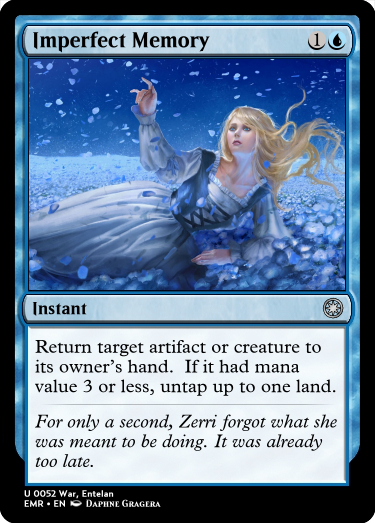 Imperfect Memory 1
Instant
Return target artifact or creature to
its owner's hand. If it had mana
value 3 or less, untap up to one land.
For only a second, Zerri forgot what she
was meant to be doing. It was already
too late.
U 0052 War, Entelan
EMR • EN Daphne Gragera